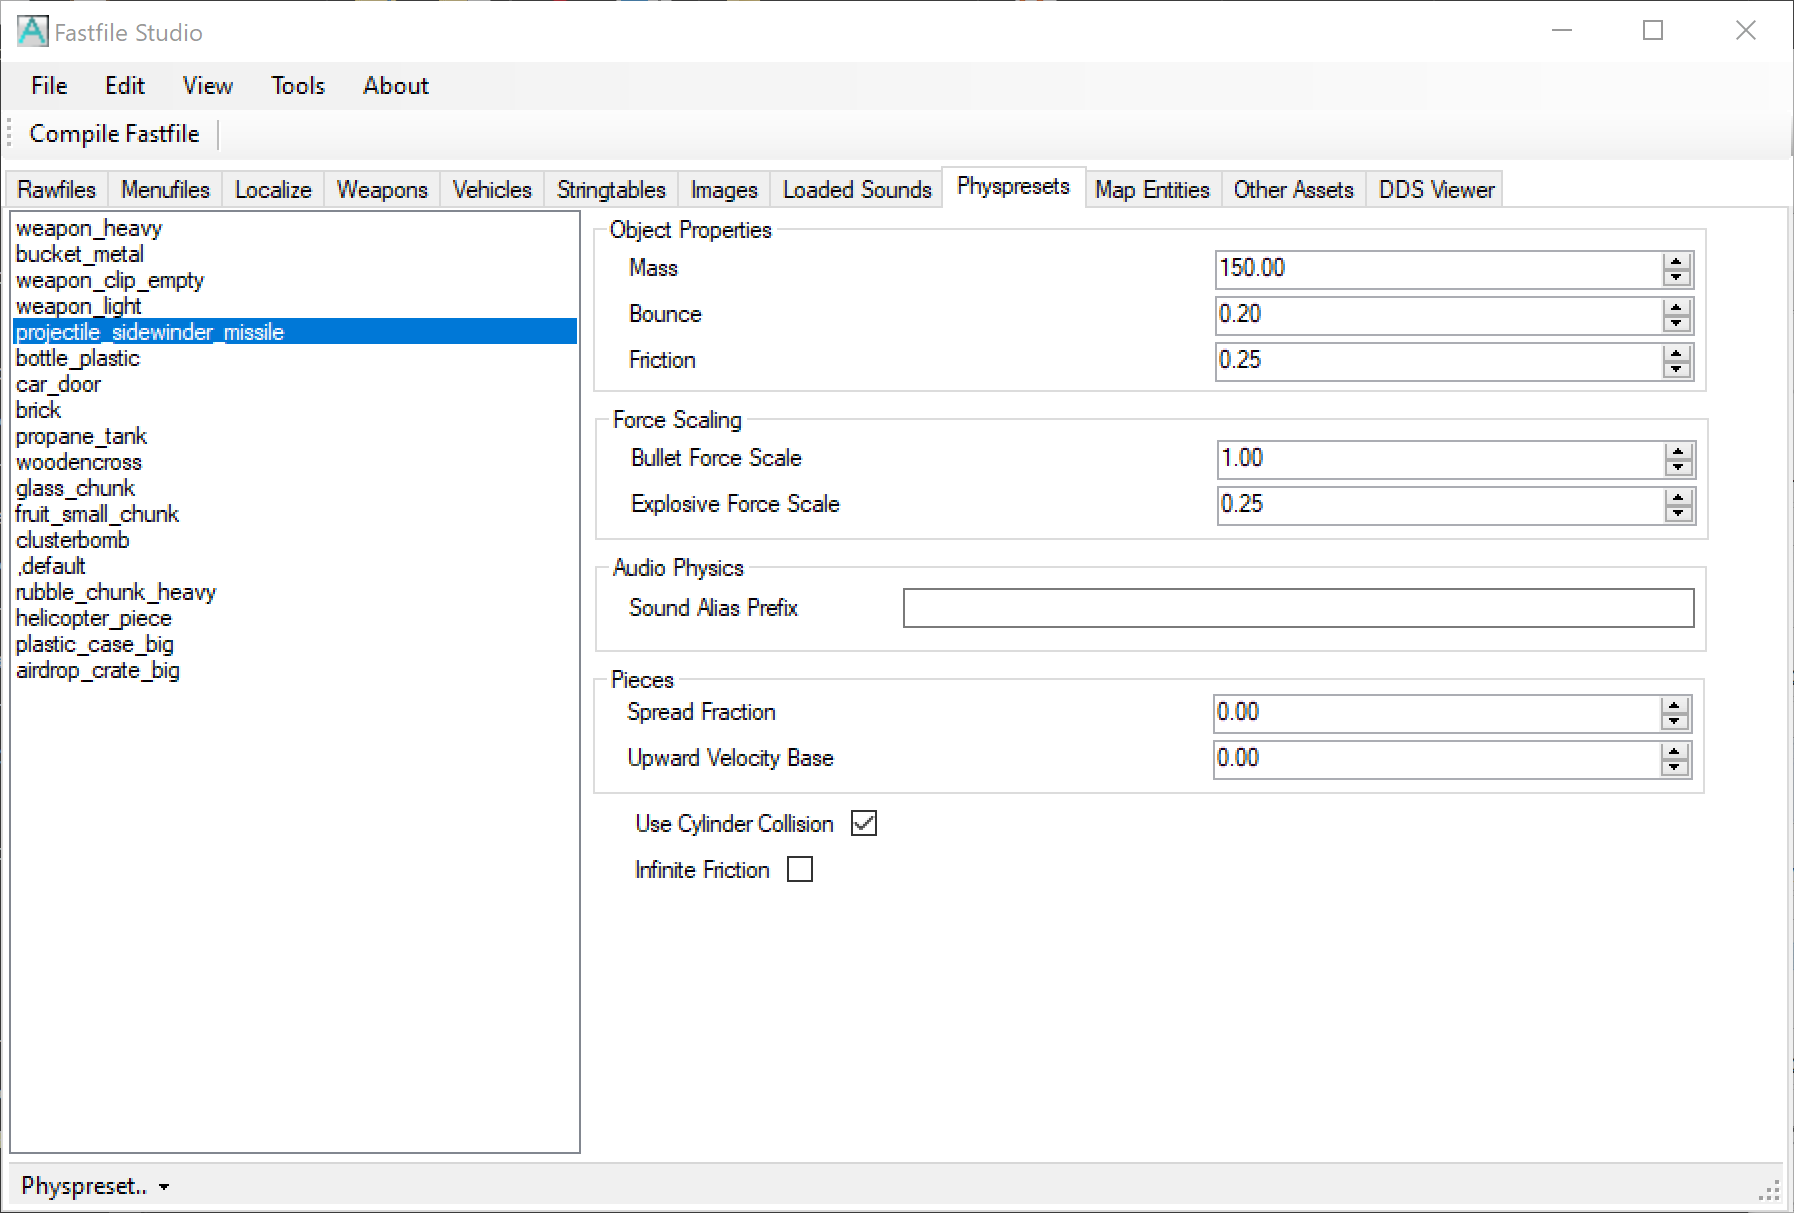 Fastfile Studio
File Edit View Tools About
Compile Fastfile
Rawfiles Menufiles Localize Weapons Vehicles Stringtables Images Loaded Sounds Physpresets Map Entities Other Assets DDS Viewer
weapon_heavy
bucket_metal
weapon_clip_empty
weapon_light
projectile_sidewinder_missile
bottle_plastic
car_door
brick
propane_tank
woodencross
glass_chunk
fruit_small_chunk
clusterbomb
,default
rubble_chunk_heavy
helicopter_piece
plastic_case_big
airdrop_crate_big
Object Properties
Mass 150.00
Bounce 0.20
Friction 0.25
Force Scaling
Bullet Force Scale 1.00
Explosive Force Scale 0.25
Audio Physics
Sound Alias Prefix
Pieces
Spread Fraction 0.00
Upward Velocity Base 0.00
Use Cylinder Collision
Infinite Friction
Physpreset..